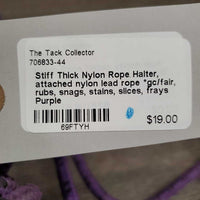 The Tack Collector
706833-44
Stiff Thick Nylon Rope Halter,
attached nylon lead rope *gc/fair,
rubs, snags, stains, slices, frays
Purple
69FTYH
$19.00